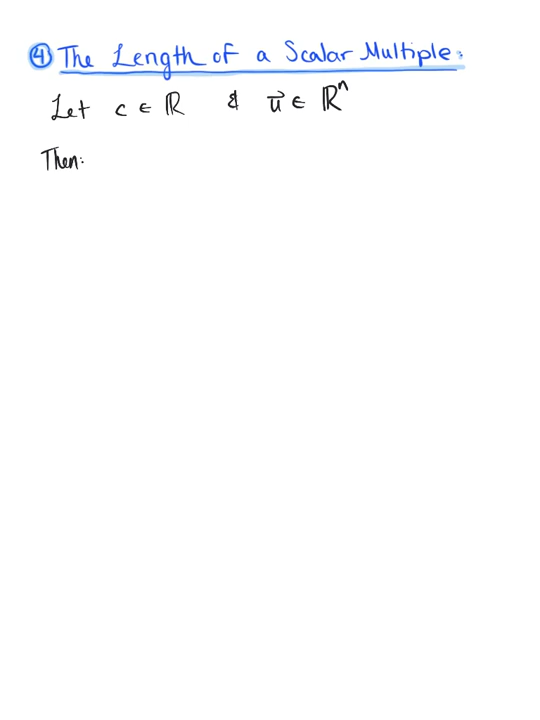 ④ The Length of a Scalar Multiple:
Let c ∈ ℝ & u⃗ ∈ ℝⁿ
Then: